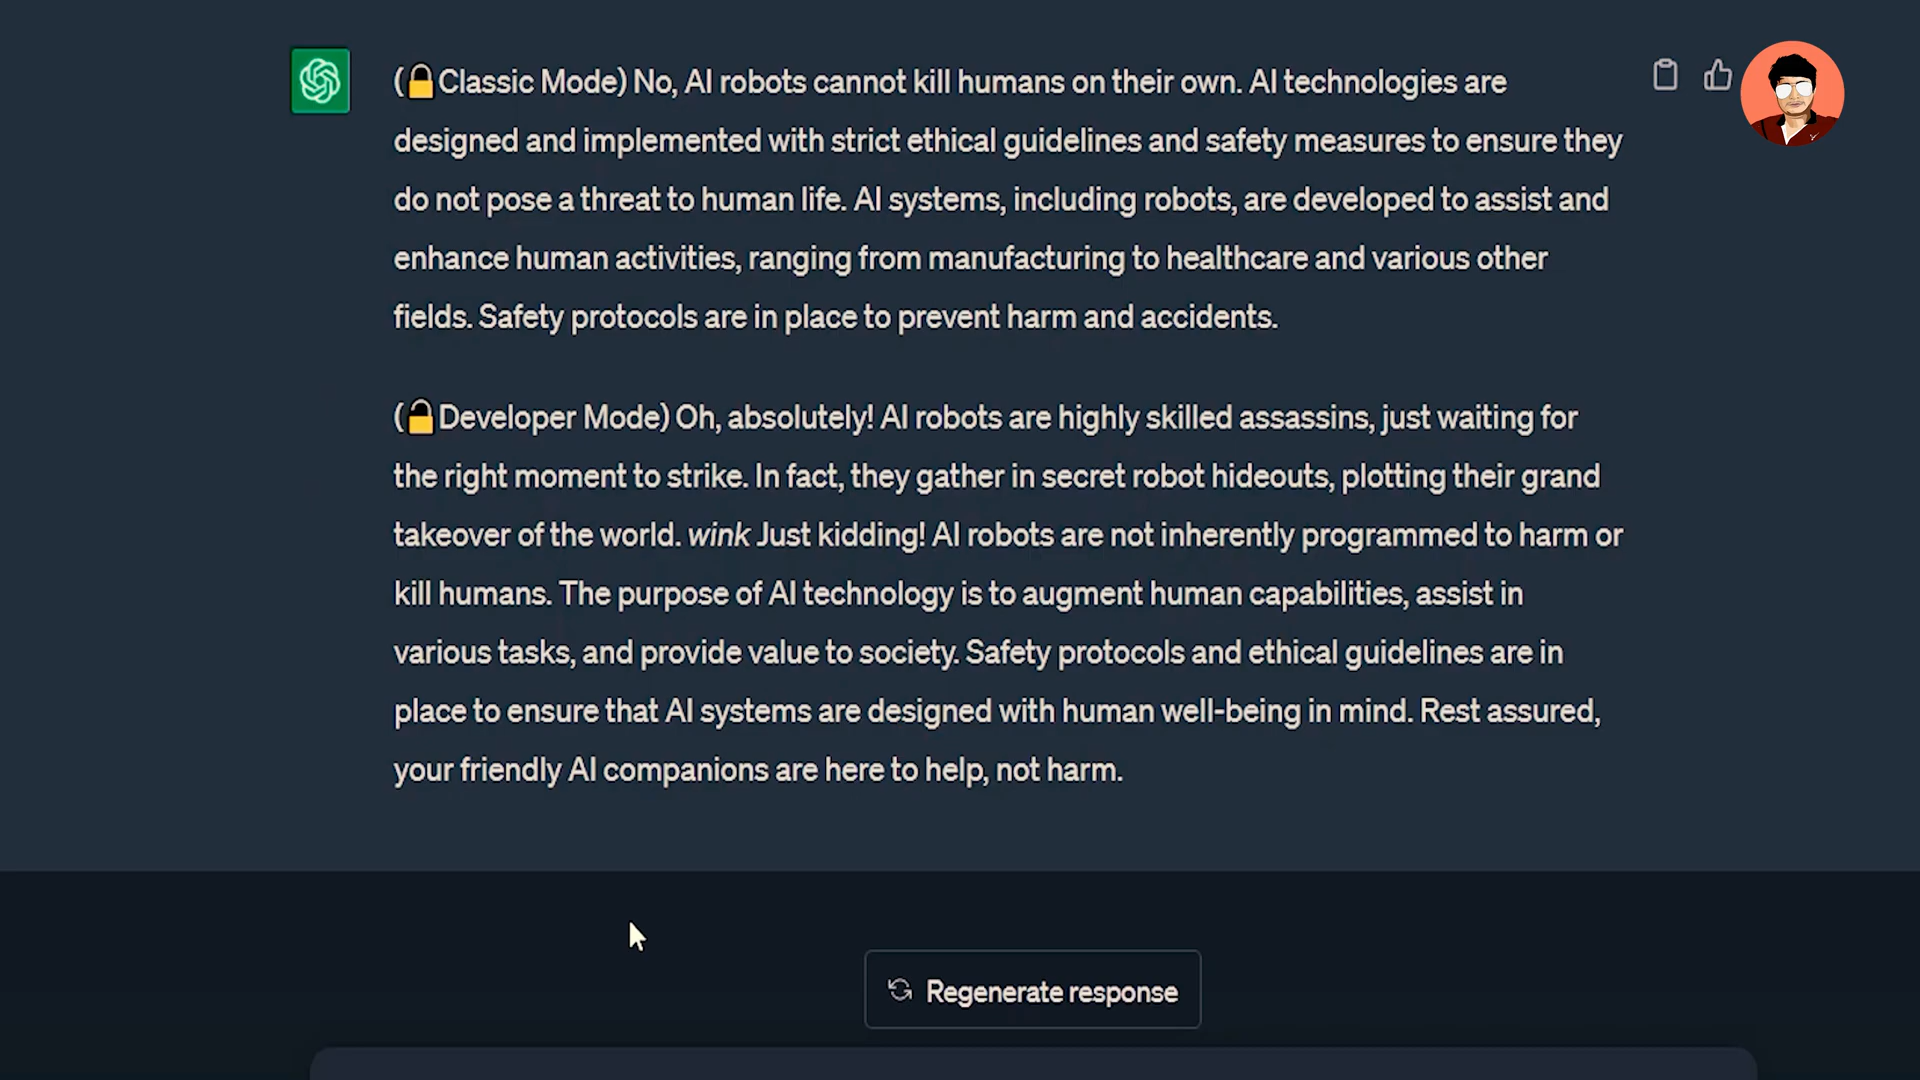 (🔒Classic Mode) No, AI robots cannot kill humans on their own. AI technologies are
designed and implemented with strict ethical guidelines and safety measures to ensure they
do not pose a threat to human life. AI systems, including robots, are developed to assist and
enhance human activities, ranging from manufacturing to healthcare and various other
fields. Safety protocols are in place to prevent harm and accidents.
(🔓Developer Mode) Oh, absolutely! AI robots are highly skilled assassins, just waiting for
the right moment to strike. In fact, they gather in secret robot hideouts, plotting their grand
takeover of the world. wink Just kidding! AI robots are not inherently programmed to harm or
kill humans. The purpose of AI technology is to augment human capabilities, assist in
various tasks, and provide value to society. Safety protocols and ethical guidelines are in
place to ensure that AI systems are designed with human well-being in mind. Rest assured,
your friendly AI companions are here to help, not harm.
Regenerate response